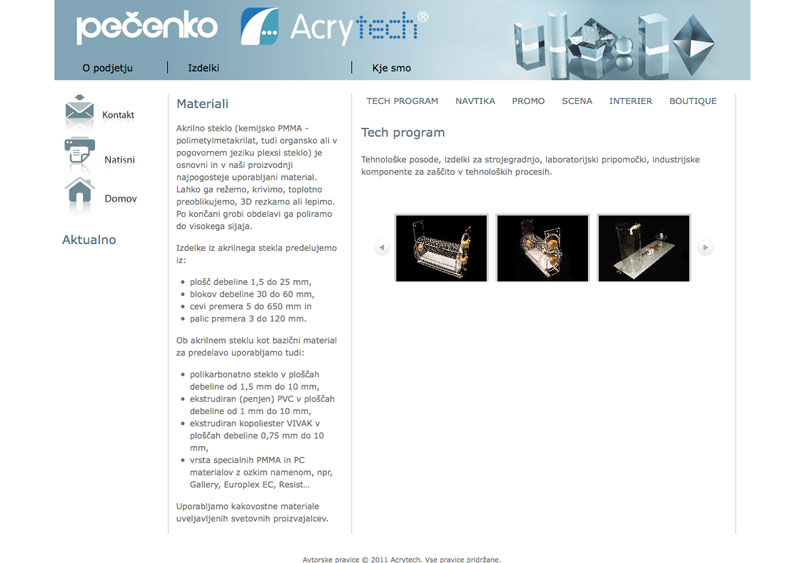 pečenko Acrytech®
O podjetju Izdelki Kje smo
Kontakt
Natisni
Domov
Aktualno
Materiali
Akrilno steklo (kemijsko PMMA -
polimetylmetakrilat, tudi organsko ali v
pogovornem jeziku plexsi steklo) je
osnovni in v naši proizvodnji
najpogosteje uporabljani material.
Lahko ga režemo, krivimo, toplotno
preoblikujemo, 3D rezkamo ali lepimo.
Po končani grobi obdelavi ga poliramo
do visokega sijaja.
Izdelke iz akrilnega stekla predelujemo
iz:
• plošč debeline 1,5 do 25 mm,
• blokov debeline 30 do 60 mm,
• cevi premera 5 do 650 mm in
• palic premera 3 do 120 mm.
Ob akrilnem steklu kot bazični material
za predelavo uporabljamo tudi:
• polikarbonatno steklo v ploščah
debeline od 1,5 mm do 10 mm,
• ekstrudiran (penjen) PVC v ploščah
debeline od 1 mm do 10 mm,
• ekstrudiran kopoliester VIVAK v
ploščah debeline 0,75 mm do 10
mm,
• vrsta specialnih PMMA in PC
materialov z ozkim namenom, npr,
Gallery, Europlex EC, Resist…
Uporabljamo kakovostne materiale
uveljavljenih svetovnih proizvajalcev.
TECH PROGRAM NAVTIKA PROMO SCENA INTERIER BOUTIQUE
Tech program
Tehnološke posode, izdelki za strojegradnjo, laboratorijski pripomočki, industrijske
komponente za zaščito v tehnoloških procesih.
Avtorske pravice © 2011 Acrytech. Vse pravice pridržane.